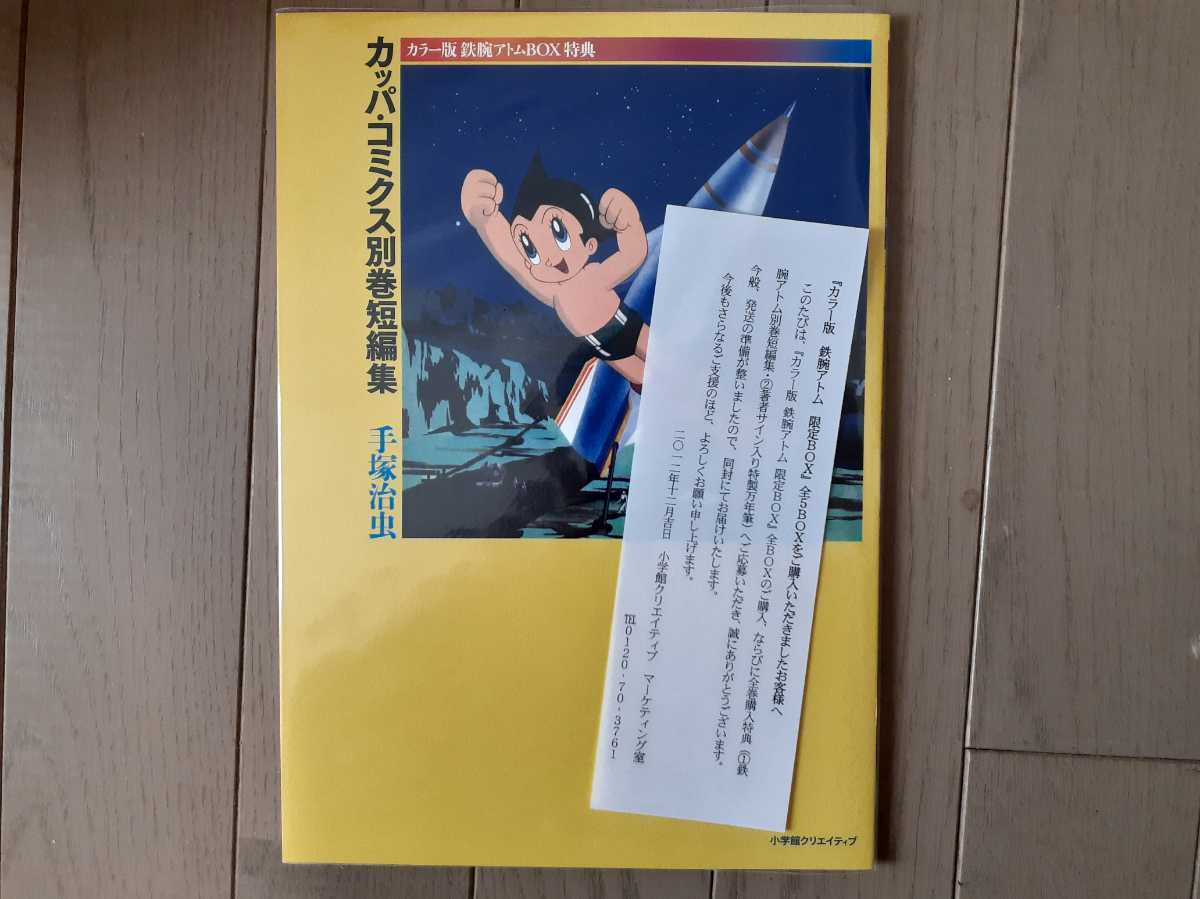 カラー版 鉄腕アトムBOX 特典
カッパ・コミクス別巻短編集
手塚治虫
『カラー版 鉄腕アトム 限定BOX』全5BOXをご購入いただきましたお客様へ
このたびは、『カラー版 鉄腕アトム 限定BOX』全BOXのご購入、ならびに全巻購入特典(①鉄
腕アトム別巻短編集・②著者サイン入り特製万年筆)へご応募いただき、誠にありがとうございます。
今般、発送の準備が整いましたので、同封にてお届けいたします。
今後もさらなるご支援のほど、よろしくお願い申し上げます。
二〇一二年十二月吉日 小学館クリエイティブ マーケティング室
℡0120-70-3761
小学館クリエイティブ